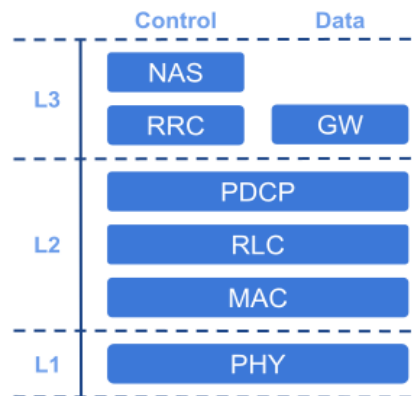 Control Data
NAS
L3
RRC GW
PDCP
L2 RLC
MAC
L1 PHY